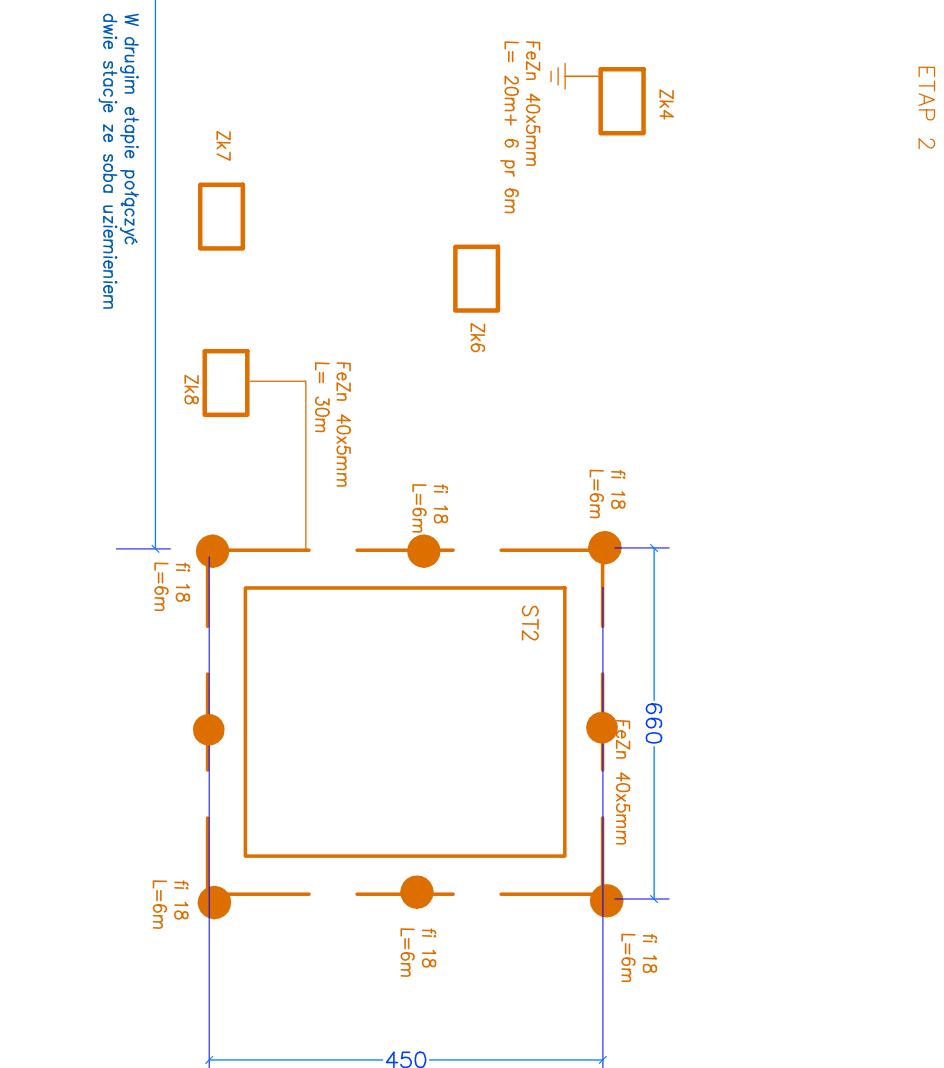 ETAP 2
Zk4
FeZn 40x5mm
L= 20m+ 6 pr 6m
Zk6
W drugim etapie połączyć
dwie stacje ze soba uziemieniem
Zk7
Zk8
FeZn 40x5mm
L= 30m
fi 18
L=6m
fi 18
L=6m
fi 18
L=6m
ST2
660
FeZn 40x5mm
fi 18
L=6m
fi 18
L=6m
fi 18
L=6m
450